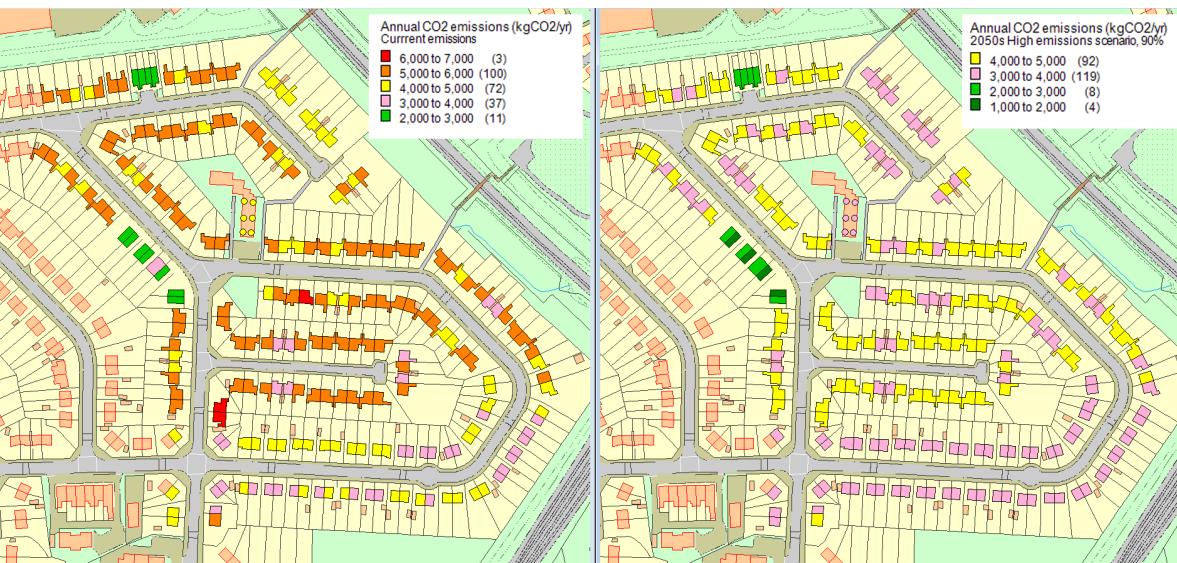 Annual CO2 emissions (kgCO2/yr)
Currrent emissions
6,000 to 7,000 (3)
5,000 to 6,000 (100)
4,000 to 5,000 (72)
3,000 to 4,000 (37)
2,000 to 3,000 (11)
Annual CO2 emissions (kgCO2/yr)
2050s High emissions scenario, 90%
4,000 to 5,000 (92)
3,000 to 4,000 (119)
2,000 to 3,000 (8)
1,000 to 2,000 (4)